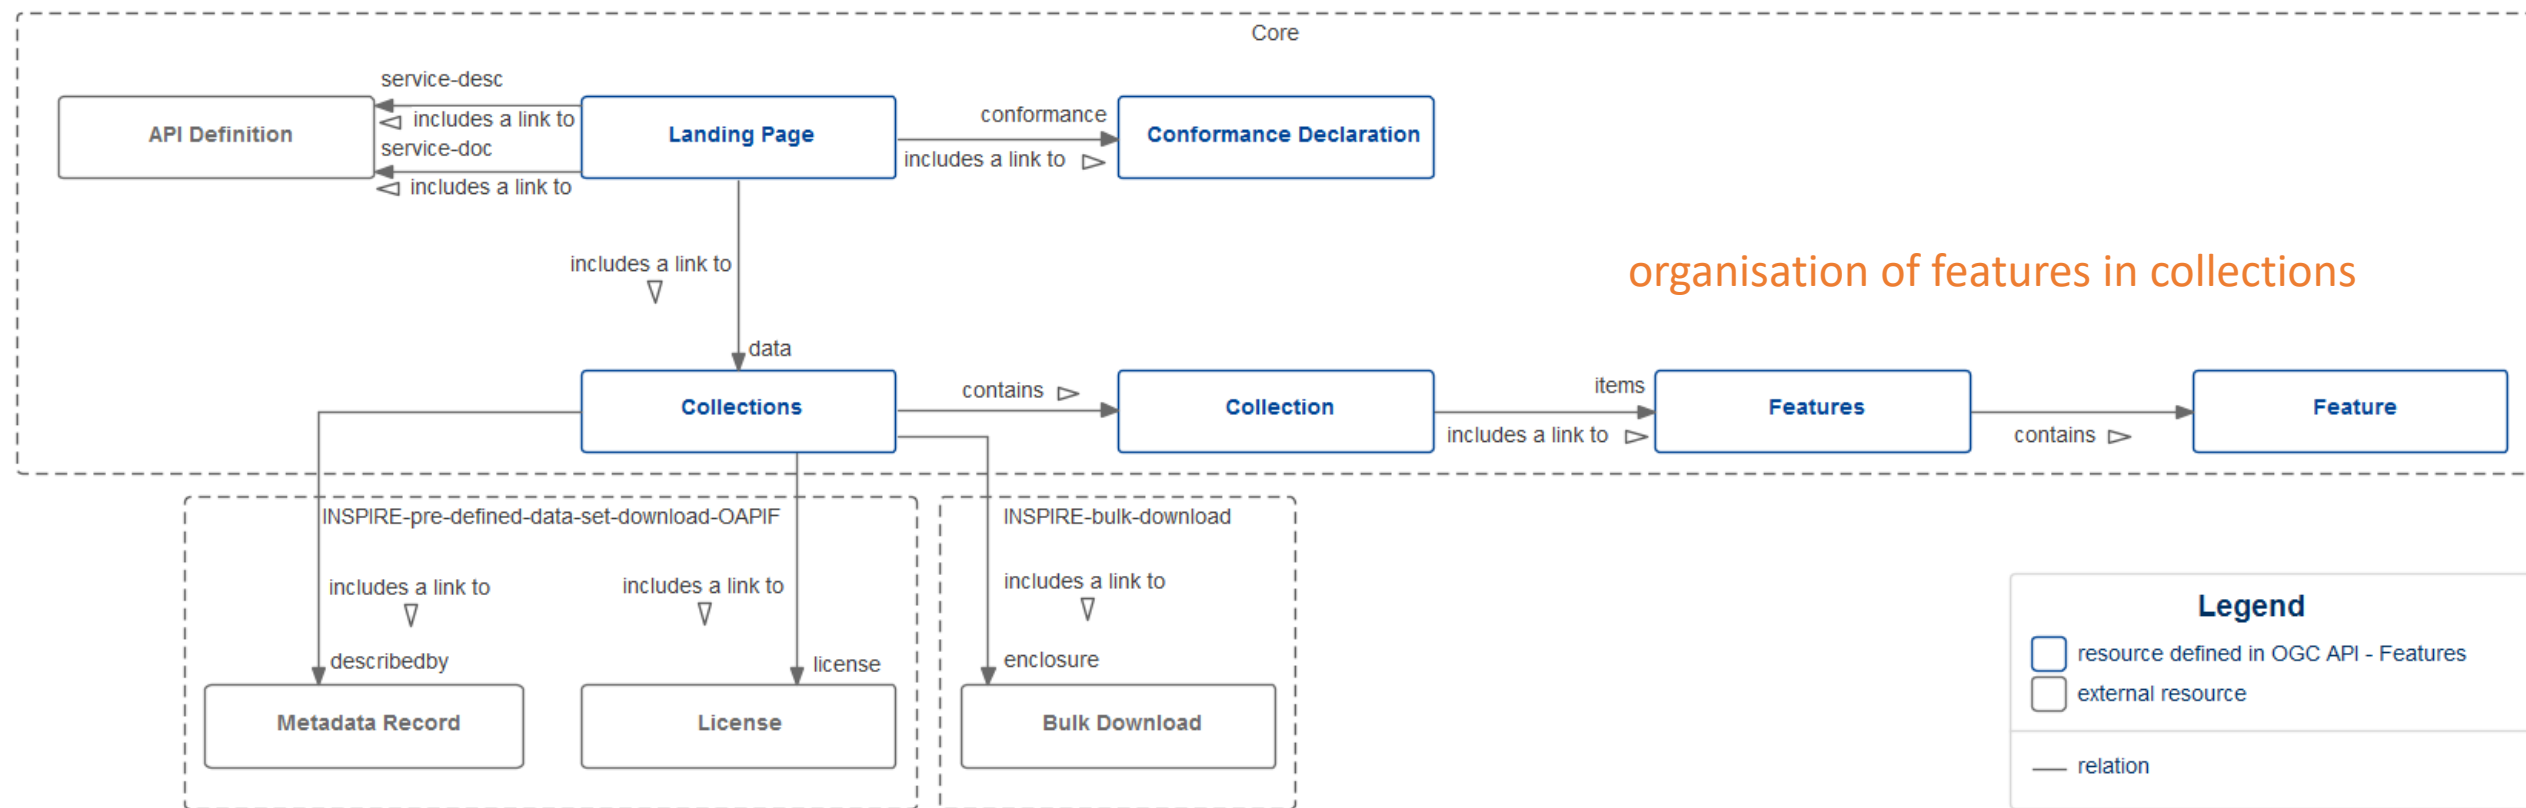 Core
service-desc
includes a link to
service-doc
includes a link to
API Definition
Landing Page
conformance
includes a link to
Conformance Declaration
includes a link to
data
organisation of features in collections
Collections
contains
Collection
items
includes a link to
Features
contains
Feature
INSPIRE-pre-defined-data-set-download-OAPIF
includes a link to
describedby
Metadata Record
includes a link to
license
License
INSPIRE-bulk-download
includes a link to
enclosure
Bulk Download
Legend
resource defined in OGC API - Features
external resource
relation